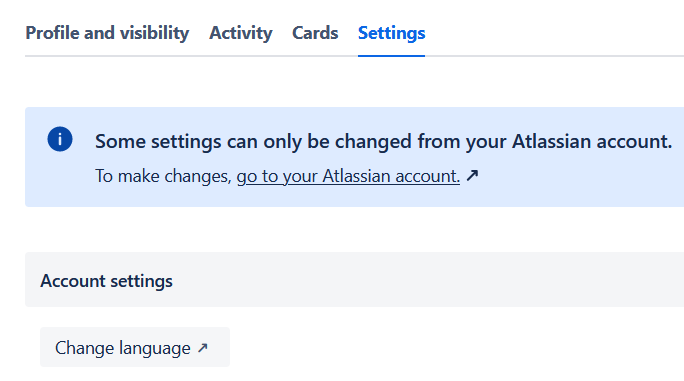 Profile and visibility Activity Cards Settings
Some settings can only be changed from your Atlassian account.
To make changes, go to your Atlassian account. ↗
Account settings
Change language ↗